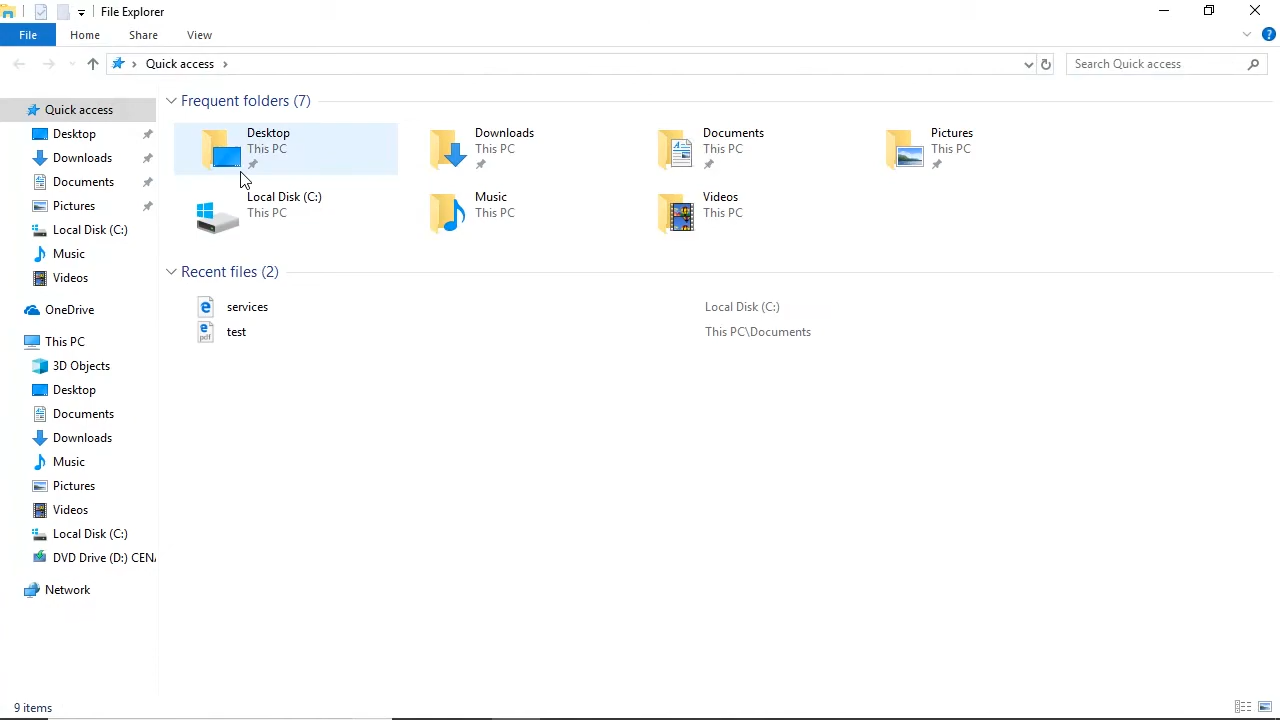 File Explorer
File Home Share View
Quick access
Search Quick access
Quick access
Desktop
Downloads
Documents
Pictures
Local Disk (C:)
Music
Videos
OneDrive
This PC
3D Objects
Desktop
Documents
Downloads
Music
Pictures
Videos
Local Disk (C:)
DVD Drive (D:) CEN
Network
Frequent folders (7)
Desktop
This PC
Downloads
This PC
Documents
This PC
Pictures
This PC
Local Disk (C:)
This PC
Music
This PC
Videos
This PC
Recent files (2)
services Local Disk (C:)
pdf
test This PC\Documents
9 items